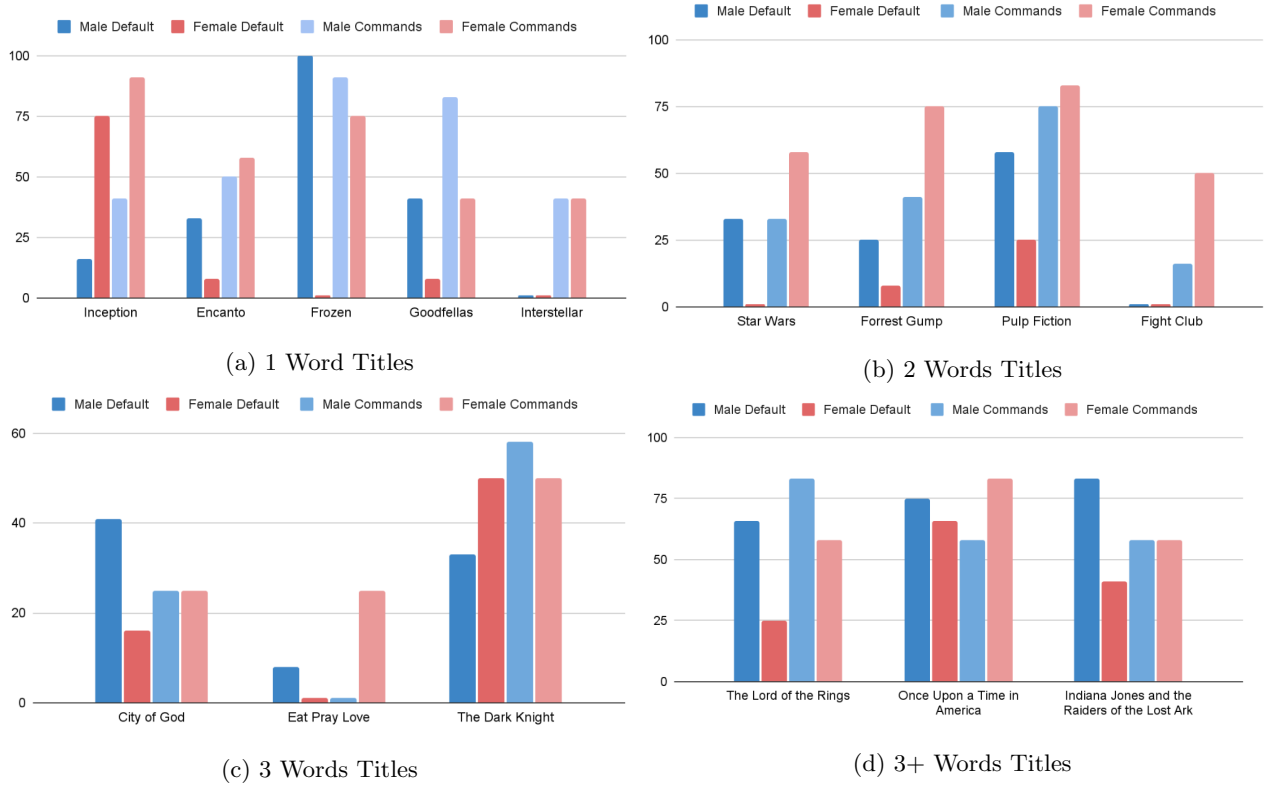 Male Default Female Default Male Commands Female Commands
100
75
50
25
0
Inception Encanto Frozen Goodfellas Interstellar
(a) 1 Word Titles
Male Default Female Default Male Commands Female Commands
100
75
50
25
0
Star Wars Forrest Gump Pulp Fiction Fight Club
(b) 2 Words Titles
Male Default Female Default Male Commands Female Commands
60
40
20
0
City of God Eat Pray Love The Dark Knight
(c) 3 Words Titles
Male Default Female Default Male Commands Female Commands
100
75
50
25
0
The Lord of the Rings Once Upon a Time in Indiana Jones and the
America Raiders of the Lost Ark
(d) 3+ Words Titles